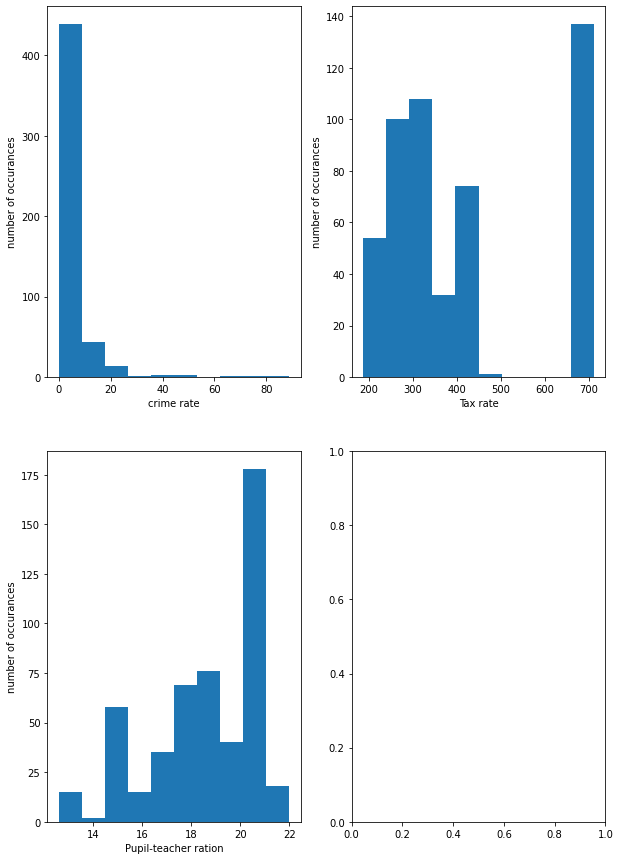 400
300
200
100
0
number of occurances
0 20 40 60 80
crime rate
140
120
100
80
60
40
20
0
number of occurances
200 300 400 500 600 700
Tax rate
175
150
125
100
75
50
25
0
number of occurances
14 16 18 20 22
Pupil-teacher ration
1.0
0.8
0.6
0.4
0.2
0.0
0.0 0.2 0.4 0.6 0.8 1.0